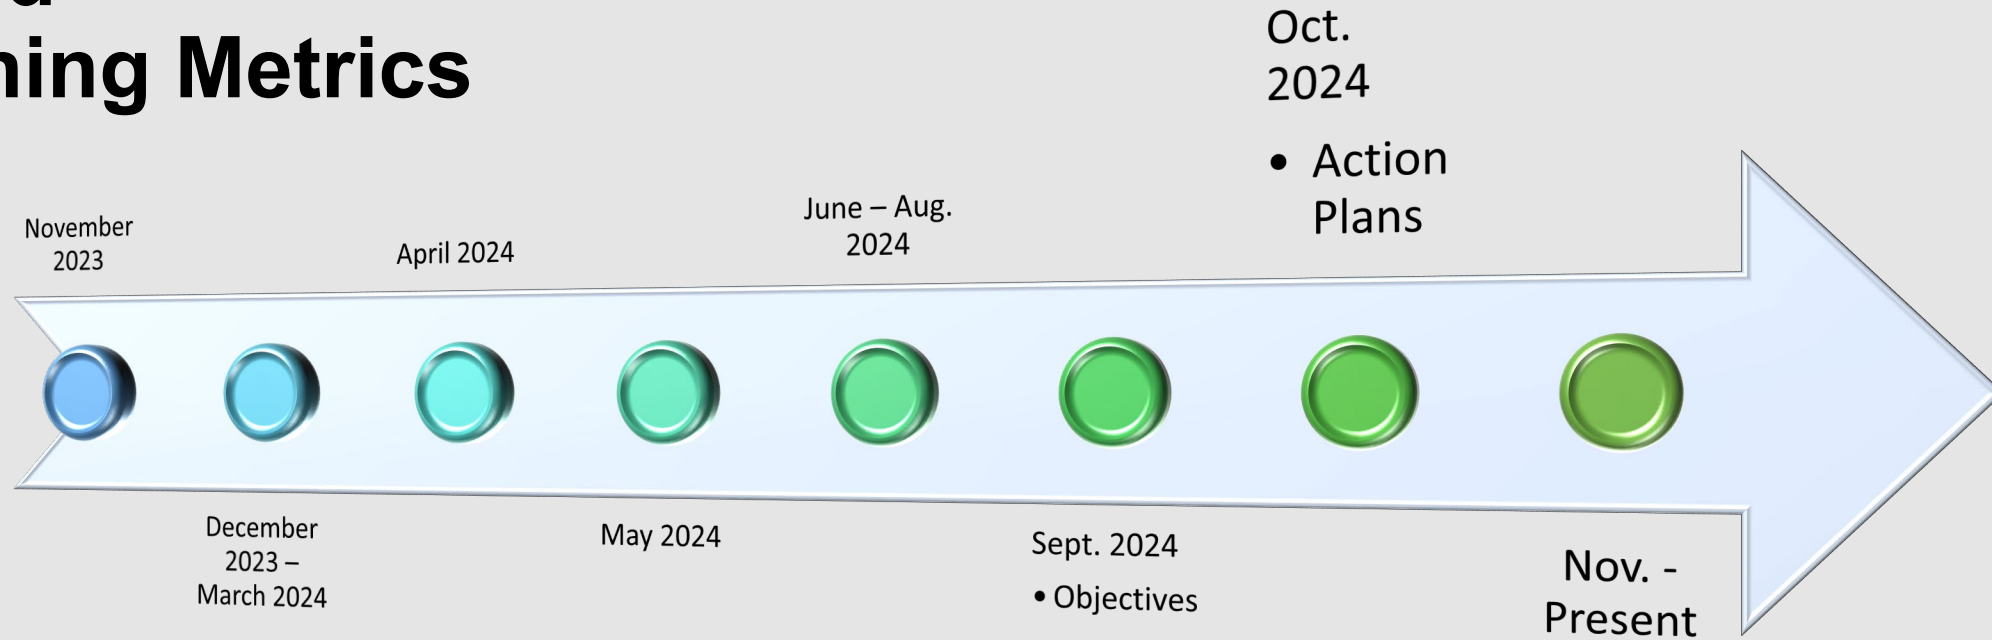 ning Metrics
November
2023
December
2023 –
March 2024
April 2024
May 2024
June – Aug.
2024
Sept. 2024
• Objectives
Oct.
2024
• Action
Plans
Nov. -
Present